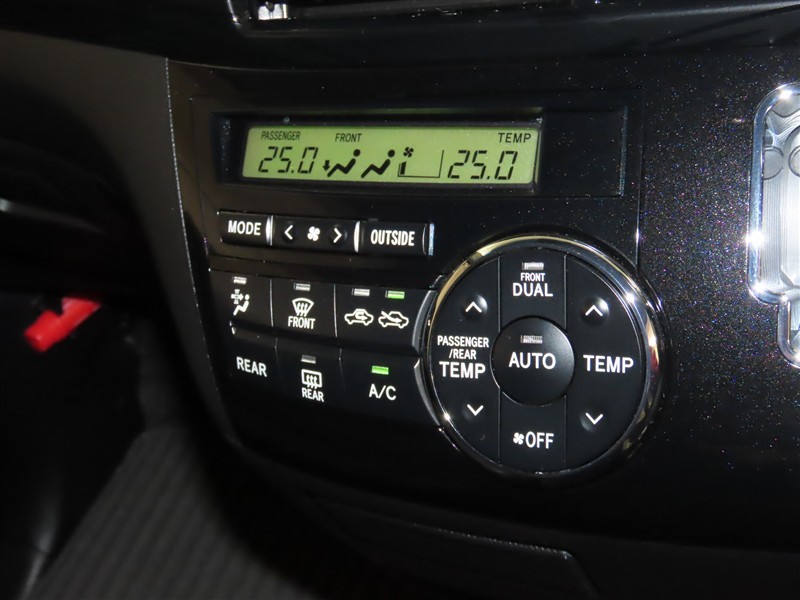 PASSENGER FRONT TEMP
25.0 25.0
MODE OUTSIDE
FRONT
DUAL
FRONT
PASSENGER
/REAR
TEMP
AUTO
TEMP
REAR
REAR
A/C
OFF